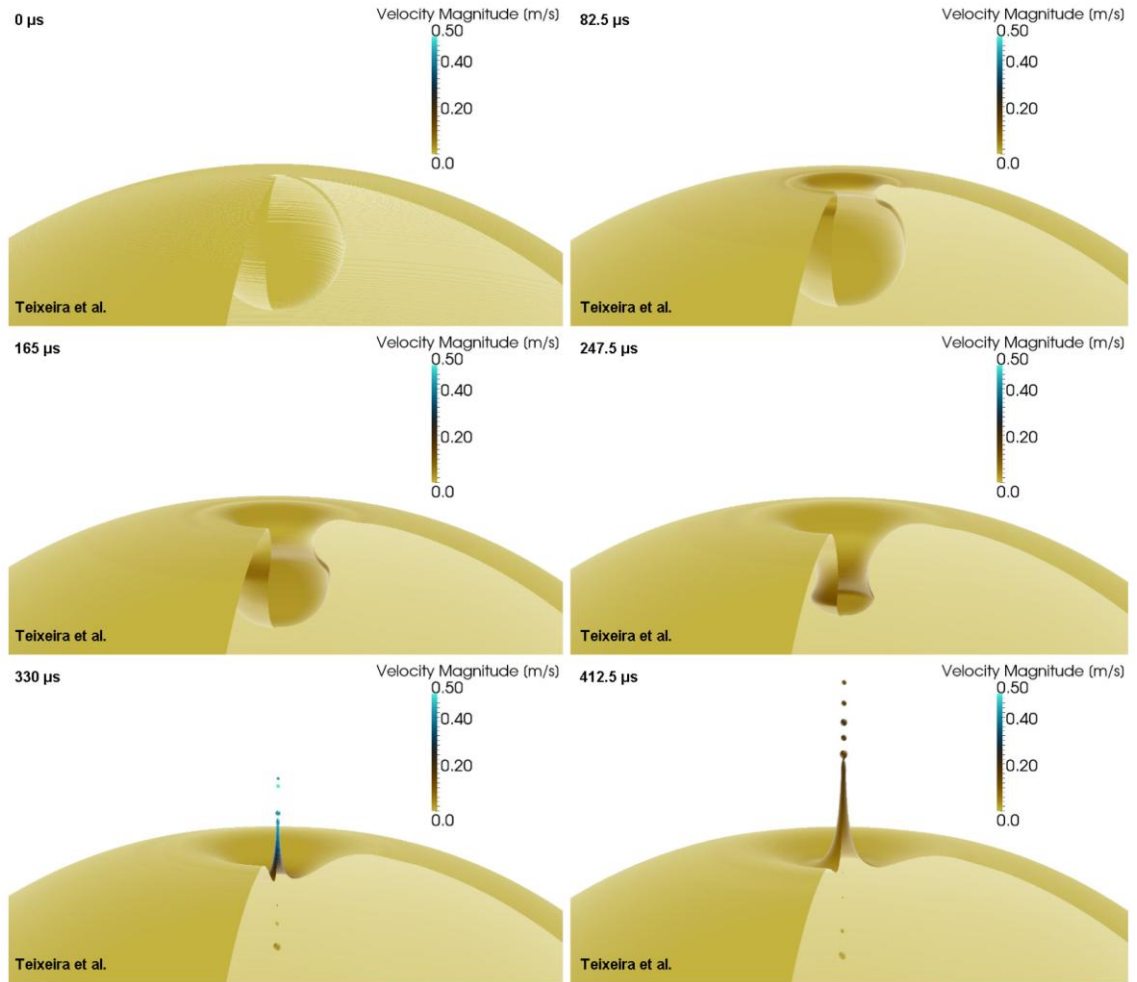 0 µs
Velocity Magnitude (m/s)
0.50
0.40
0.20
0.0
Teixeira et al.
82.5 µs
Velocity Magnitude (m/s)
0.50
0.40
0.20
0.0
Teixeira et al.
165 µs
Velocity Magnitude (m/s)
0.50
0.40
0.20
0.0
Teixeira et al.
247.5 µs
Velocity Magnitude (m/s)
0.50
0.40
0.20
0.0
Teixeira et al.
330 µs
Velocity Magnitude (m/s)
0.50
0.40
0.20
0.0
Teixeira et al.
412.5 µs
Velocity Magnitude (m/s)
0.50
0.40
0.20
0.0
Teixeira et al.